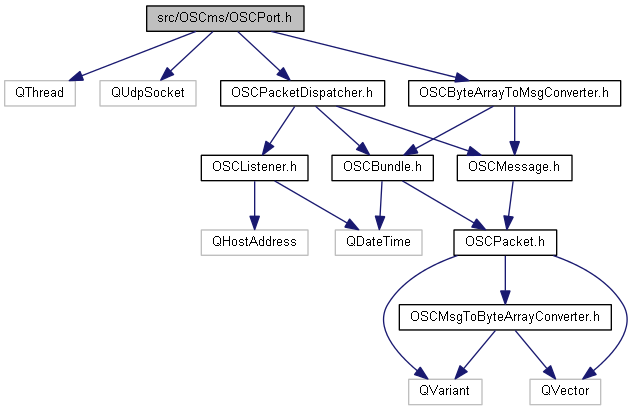 src/OSCms/OSCPort.h
QThread
QUdpSocket
OSCPacketDispatcher.h
OSCByteArrayToMsgConverter.h
OSCListener.h
OSCBundle.h
OSCMessage.h
QHostAddress
QDateTime
OSCPacket.h
OSCMsgToByteArrayConverter.h
QVariant
QVector